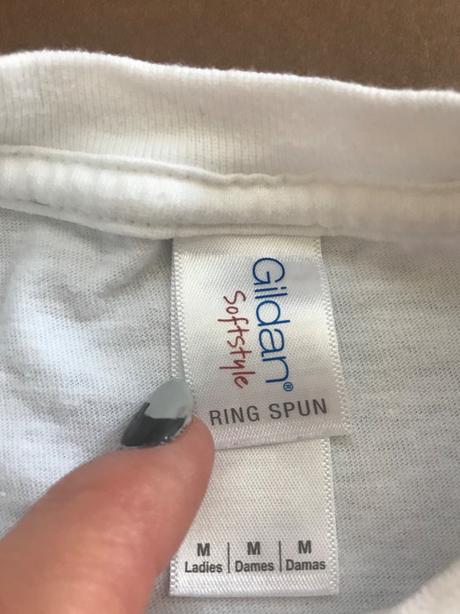 Gildan®
Softstyle
RING SPUN
M M M
Ladies Dames Damas